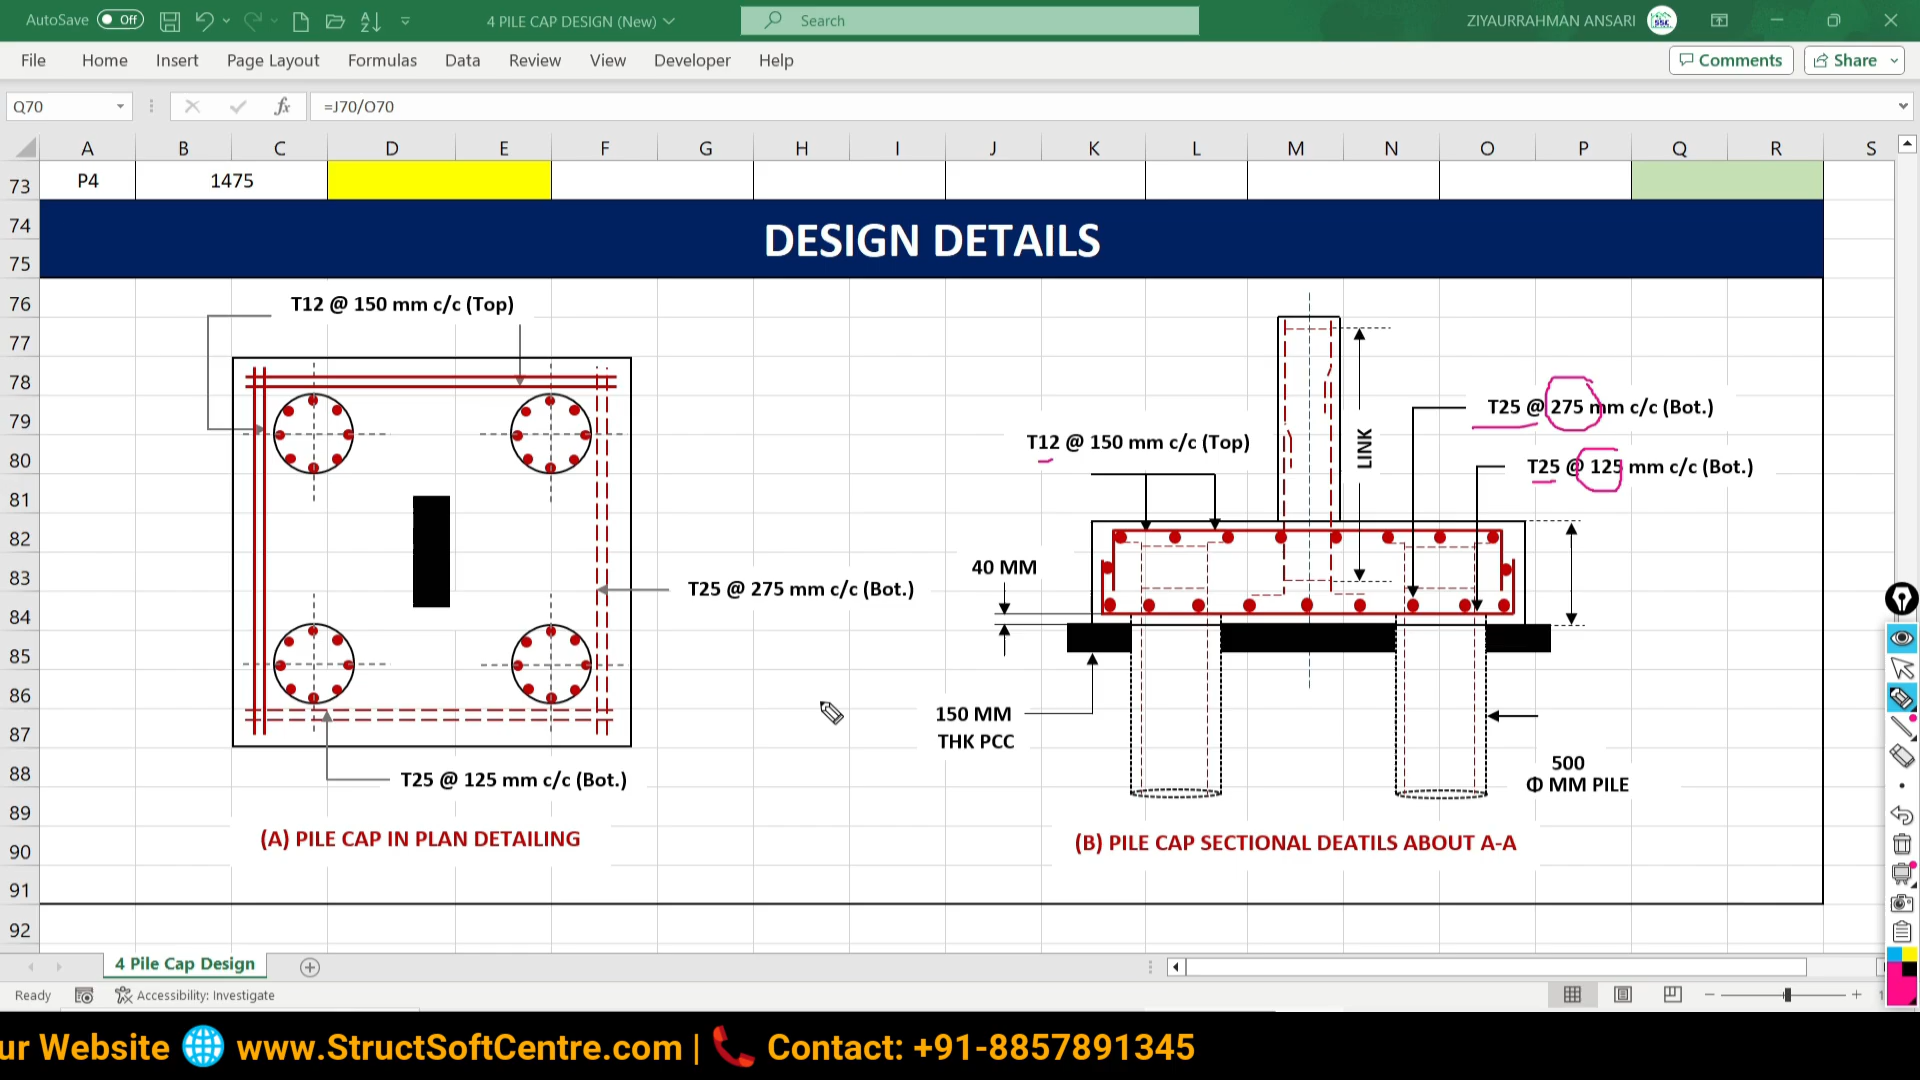 AutoSave Off 4 PILE CAP DESIGN (New) Search ZIYAURRAHMAN ANSARI
File Home Insert Page Layout Formulas Data Review View Developer Help Comments Share
Q70 fx =J70/O70
A B C D E F G H I J K L M N O P Q R S
73 P4 1475
74
DESIGN DETAILS
75
76 T12 @ 150 mm c/c (Top)
77
78
T25 @ 275 mm c/c (Bot.)
79
T12 @ 150 mm c/c (Top)
LINK
80 T25 @ 125 mm c/c (Bot.)
81
82
40 MM
83
T25 @ 275 mm c/c (Bot.)
84
85
86
150 MM
87
THK PCC
500
88
T25 @ 125 mm c/c (Bot.)
Φ MM PILE
89
(A) PILE CAP IN PLAN DETAILING
(B) PILE CAP SECTIONAL DEATILS ABOUT A-A
90
91
92
4 Pile Cap Design
Ready Accessibility: Investigate
ur Website www.StructSoftCentre.com | Contact: +91-8857891345